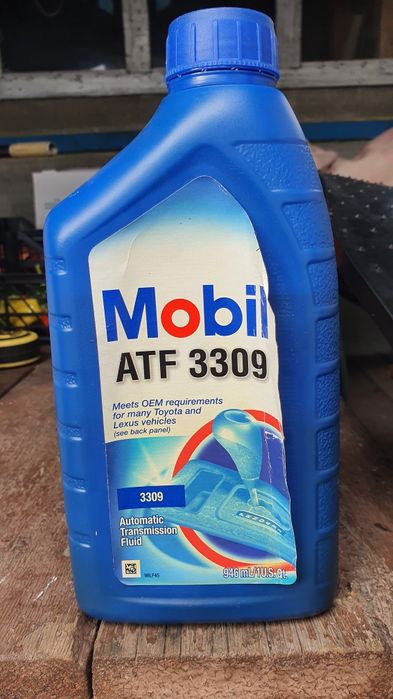 Mobil
ATF 3309
Meets OEM requirements
for many Toyota and
Lexus vehicles
(see back panel)
3309
Automatic
Transmission
Fluid
946 mL/1U.S. Qt.